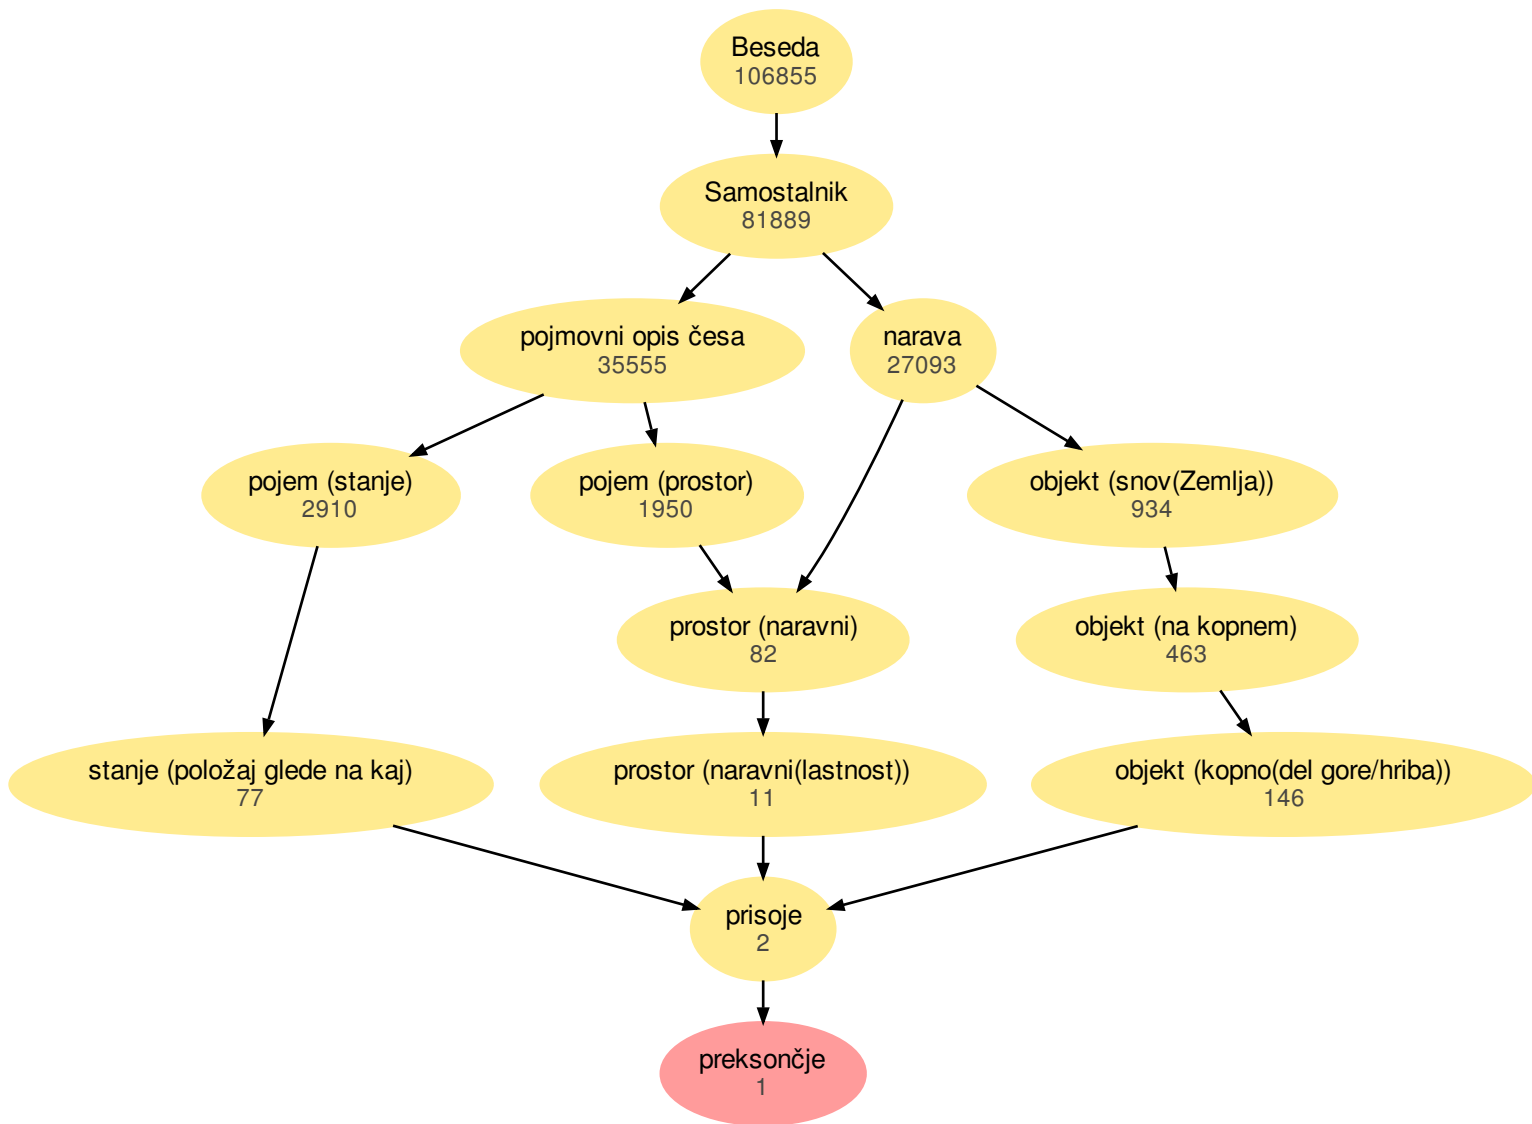 Beseda
106855
Samostalnik
81889
pojmovni opis česa
35555
narava
27093
pojem (stanje)
2910
pojem (prostor)
1950
objekt (snov(Zemlja))
934
prostor (naravni)
82
objekt (na kopnem)
463
stanje (položaj glede na kaj)
77
prostor (naravni(lastnost))
11
objekt (kopno(del gore/hriba))
146
prisoje
2
preksončje
1